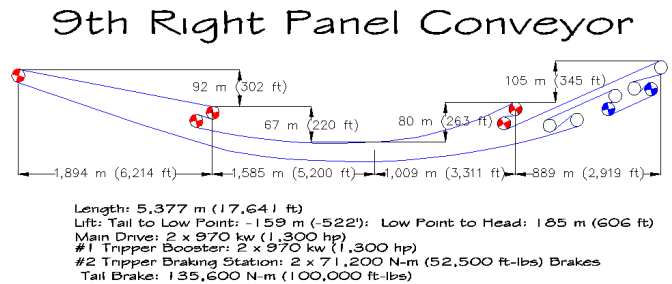 9th Right Panel Conveyor
105 m (345 ft)
92 m (302 ft)
67 m (220 ft)
80 m (263 ft)
1,894 m (6,214 ft)
1,585 m (5,200 ft)
1,009 m (3,311 ft)
889 m (2,919 ft)
Length: 5,377 m (17,641 ft)
Lift: Tail to Low Point: -159 m (-522'): Low Point to Head: 185 m (606 ft)
Main Drive: 2 x 970 kw (1,300 hp)
#1 Tripper Booster: 2 x 970 kw (1,300 hp)
#2 Tripper Braking Station: 2 x 71,200 N-m (52,500 ft-lbs) Brakes
Tail Brake: 135,600 N-m (100,000 ft-lbs)